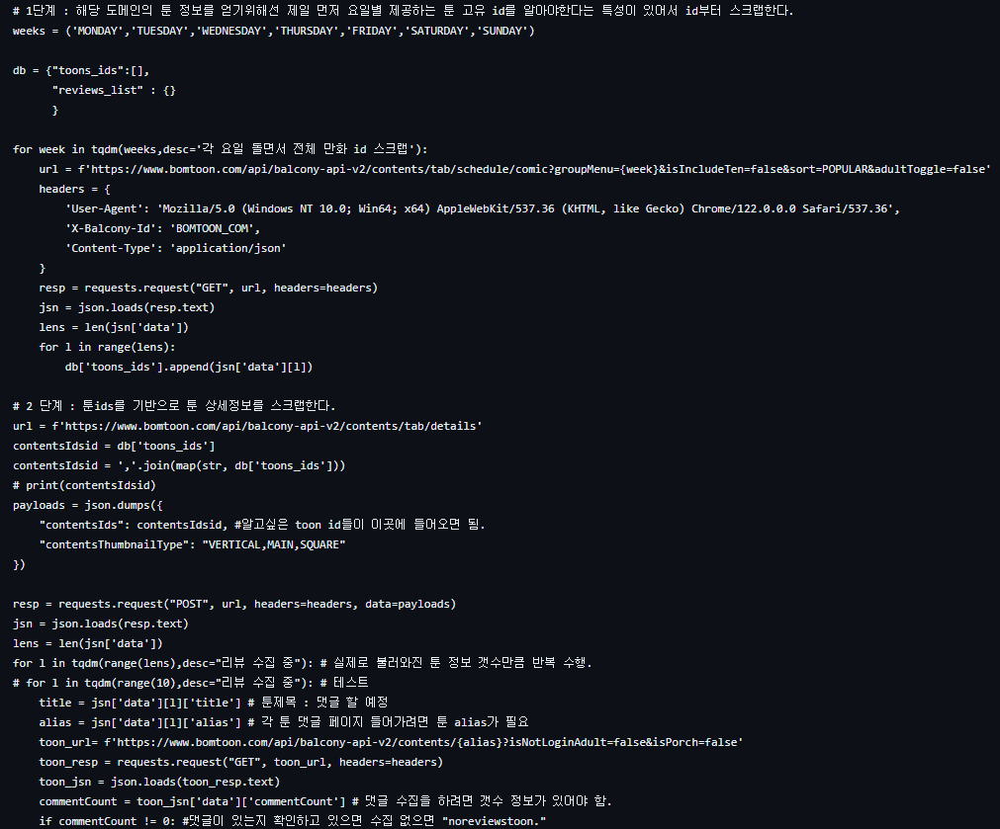 # 1단계 : 해당 도메인의 툰 정보를 얻기위해선 제일 먼저 요일별 제공하는 툰 고유 id를 알아야한다는 특성이 있어서 id부터 스크랩한다.
weeks = ('MONDAY','TUESDAY','WEDNESDAY','THURSDAY','FRIDAY','SATURDAY','SUNDAY')
db = {"toons_ids":[],
"reviews_list" : {}
}
for week in tqdm(weeks,desc='각 요일 돌면서 전체 만화 id 스크랩'):
url = f'https://www.bomtoon.com/api/balcony-api-v2/contents/tab/schedule/comic?groupMenu={week}&isIncludeTen=false&sort=POPULAR&adultToggle=false'
headers = {
'User-Agent': 'Mozilla/5.0 (Windows NT 10.0; Win64; x64) AppleWebKit/537.36 (KHTML, like Gecko) Chrome/122.0.0.0 Safari/537.36',
'X-Balcony-Id': 'BOMTOON_COM',
'Content-Type': 'application/json'
}
resp = requests.request("GET", url, headers=headers)
jsn = json.loads(resp.text)
lens = len(jsn['data'])
for l in range(lens):
db['toons_ids'].append(jsn['data'][l])
# 2 단계 : 툰ids를 기반으로 툰 상세정보를 스크랩한다.
url = f'https://www.bomtoon.com/api/balcony-api-v2/contents/tab/details'
contentsIdsid = db['toons_ids']
contentsIdsid = ','.join(map(str, db['toons_ids']))
# print(contentsIdsid)
payloads = json.dumps({
"contentsIds": contentsIdsid, #알고싶은 toon id들이 이곳에 들어오면 됨.
"contentsThumbnailType": "VERTICAL,MAIN,SQUARE"
})
resp = requests.request("POST", url, headers=headers, data=payloads)
jsn = json.loads(resp.text)
lens = len(jsn['data'])
for l in tqdm(range(lens),desc="리뷰 수집 중"): # 실제로 불러와진 툰 정보 갯수만큼 반복 수행.
# for l in tqdm(range(10),desc="리뷰 수집 중"): # 테스트
title = jsn['data'][l]['title'] # 툰제목 : 댓글 할 예정
alias = jsn['data'][l]['alias'] # 각 툰 댓글 페이지 들어가려면 툰 alias가 필요
toon_url= f'https://www.bomtoon.com/api/balcony-api-v2/contents/{alias}?isNotLoginAdult=false&isPorch=false'
toon_resp = requests.request("GET", toon_url, headers=headers)
toon_jsn = json.loads(toon_resp.text)
commentCount = toon_jsn['data']['commentCount'] # 댓글 수집을 하려면 갯수 정보가 있어야 함.
if commentCount != 0: #댓글이 있는지 확인하고 있으면 수집 없으면 "noreviewstoon."